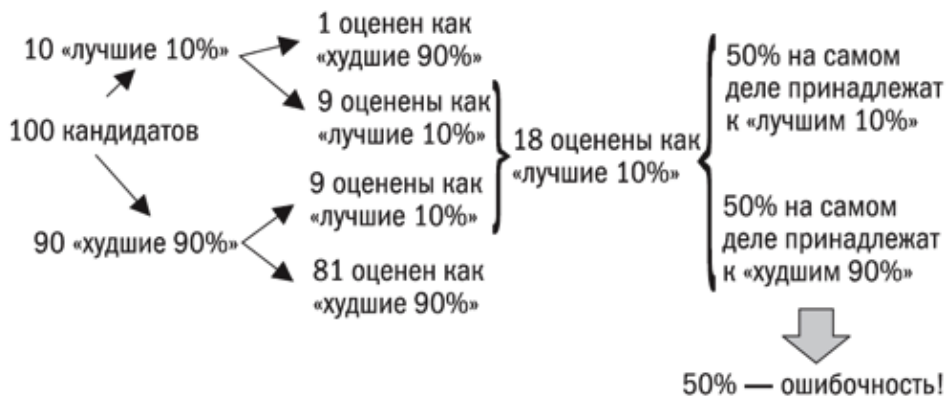 10 «лучшие 10%»
1 оценен как
«худшие 90%»
9 оценены как
«лучшие 10%»
100 кандидатов
90 «худшие 90%»
9 оценены как
«лучшие 10%»
81 оценен как
«худшие 90%»
18 оценены как
«лучшие 10%»
50% на самом
деле принадлежат
к «лучшим 10%»
50% на самом
деле принадлежат
к «худшим 90%»
50% — ошибочность!